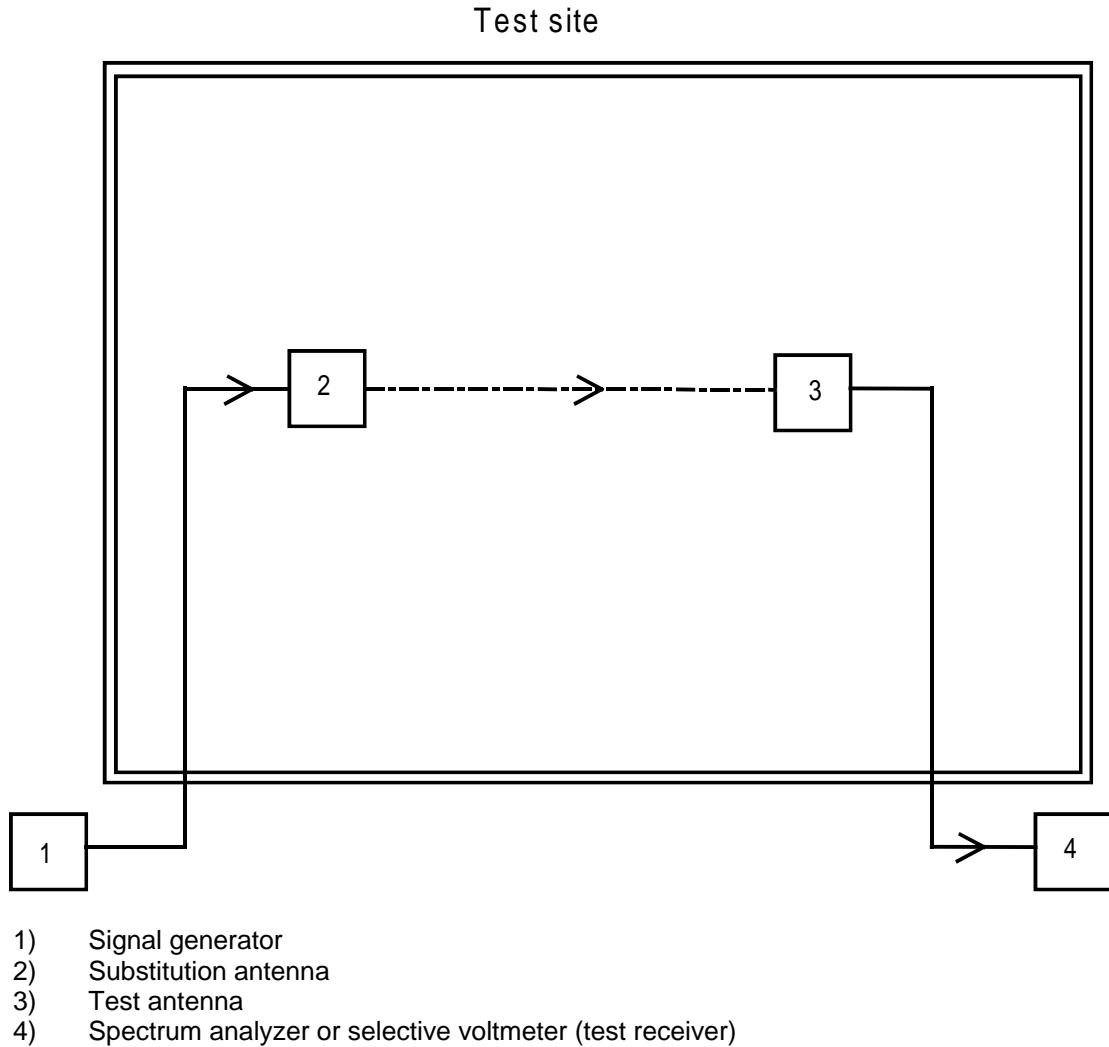 Test site
2
3
1
4
1) Signal generator
2) Substitution antenna
3) Test antenna
4) Spectrum analyzer or selective voltmeter (test receiver)